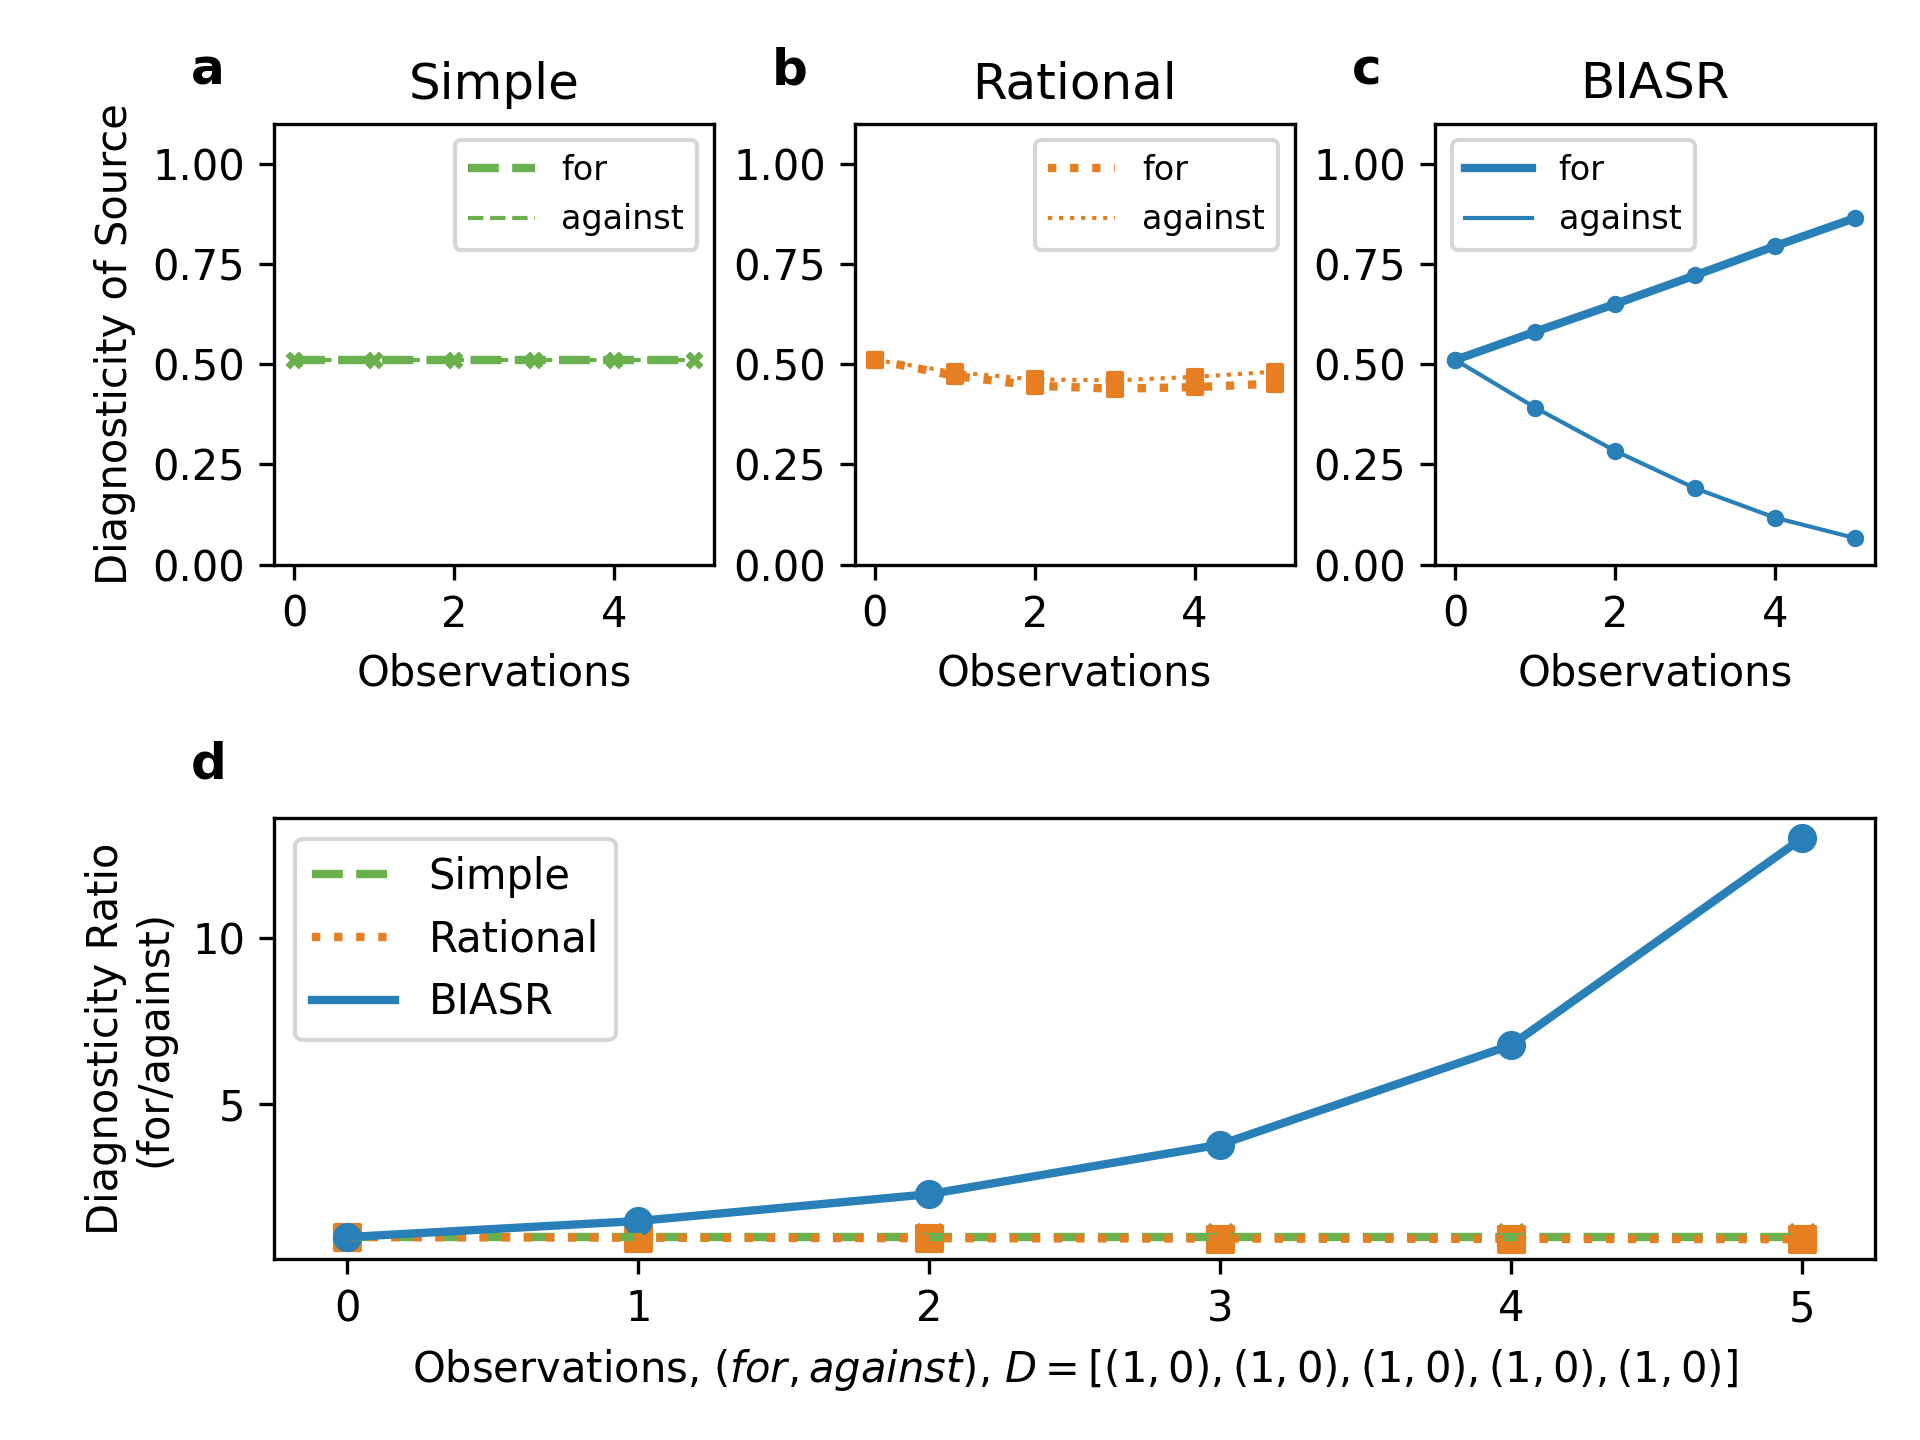 a
Simple
Diagnosticity of Source
1.00
0.75
0.50
0.25
0.00
for
against
0 2 4
Observations
b
Rational
1.00
0.75
0.50
0.25
0.00
for
against
0 2 4
Observations
c
BIASR
1.00
0.75
0.50
0.25
0.00
for
against
0 2 4
Observations
d
Diagnosticity Ratio
(for/against)
10
5
Simple
Rational
BIASR
0 1 2 3 4 5
Observations, (for, against), D = [(1, 0), (1, 0), (1, 0), (1, 0), (1, 0)]